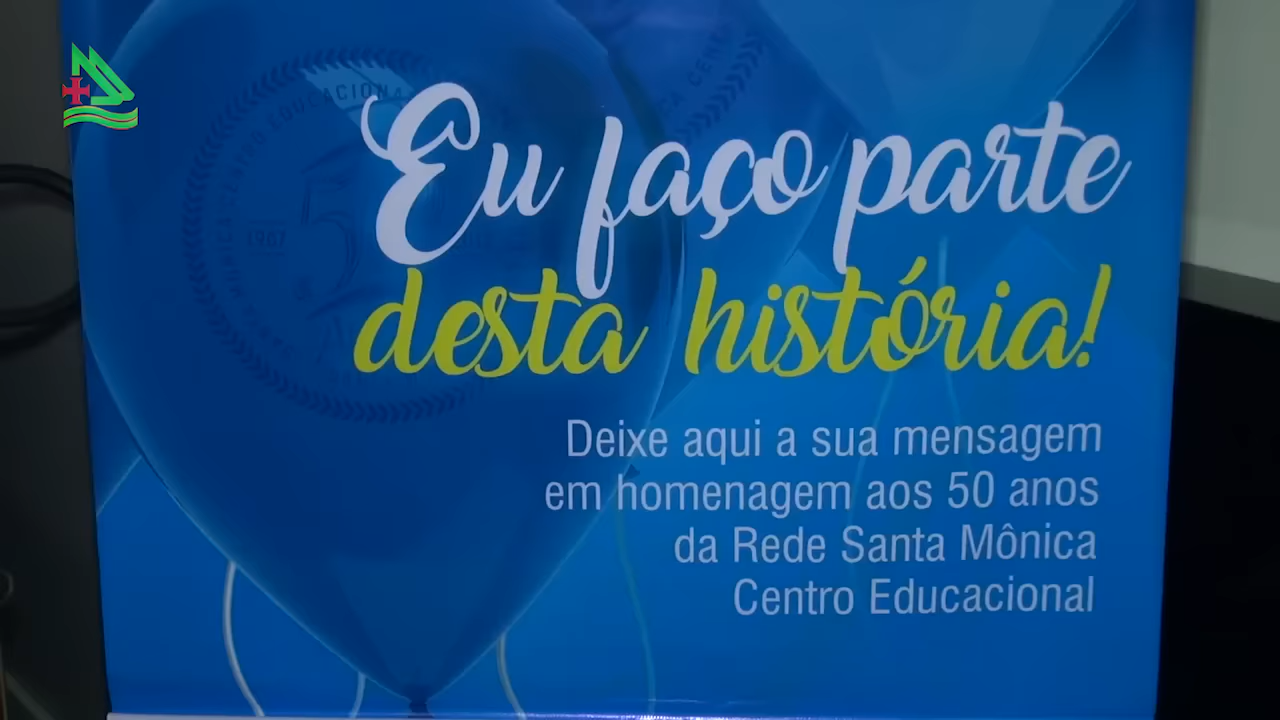 Eu faço parte
desta história!
Deixe aqui a sua mensagem
em homenagem aos 50 anos
da Rede Santa Mônica
Centro Educacional
1967